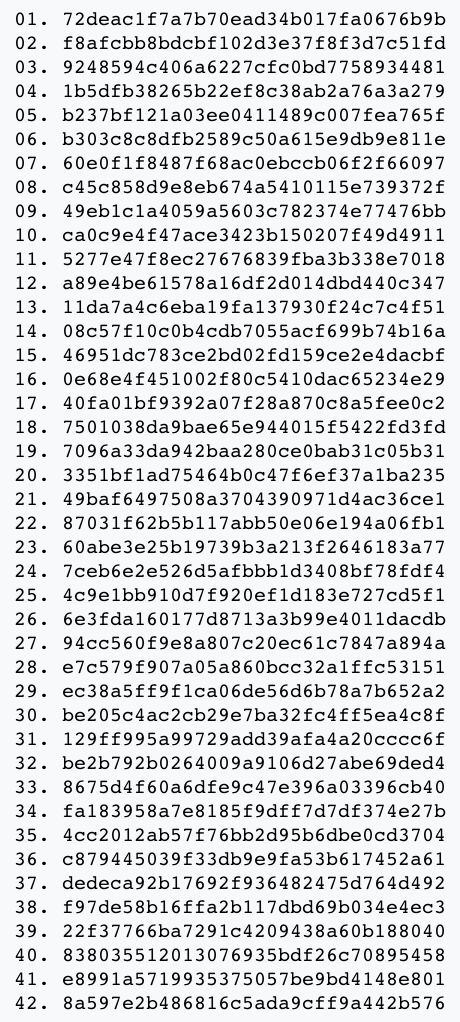 01. 72deac1f7a7b70ead34b017fa0676b9b
02. f8afcbb8bdcbf102d3e37f8f3d7c51fd
03. 9248594c406a6227cfc0bd7758934481
04. 1b5dfb38265b22ef8c38ab2a76a3a279
05. b237bf121a03ee0411489c007fea765f
06. b303c8c8dfb2589c50a615e9db9e811e
07. 60e0f1f8487f68ac0ebccb06f2f66097
08. c45c858d9e8eb674a5410115e739372f
09. 49eb1c1a4059a5603c782374e77476bb
10. ca0c9e4f47ace3423b150207f49d4911
11. 5277e47f8ec27676839fba3b338e7018
12. a89e4be61578a16df2d014dbd440c347
13. 11da7a4c6eba19fa137930f24c7c4f51
14. 08c57f10c0b4cdb7055acf699b74b16a
15. 46951dc783ce2bd02fd159ce2e4dacbf
16. 0e68e4f451002f80c5410dac65234e29
17. 40fa01bf9392a07f28a870c8a5fee0c2
18. 7501038da9bae65e944015f5422fd3fd
19. 7096a33da942baa280ce0bab31c05b31
20. 3351bf1ad75464b0c47f6ef37a1ba235
21. 49baf6497508a3704390971d4ac36ce1
22. 87031f62b5b117abb50e06e194a06fb1
23. 60abe3e25b19739b3a213f2646183a77
24. 7ceb6e2e526d5afbbb1d3408bf78fdf4
25. 4c9e1bb910d7f920ef1d183e727cd5f1
26. 6e3fda160177d8713a3b99e4011dacdb
27. 94cc560f9e8a807c20ec61c7847a894a
28. e7c579f907a05a860bcc32a1ffc53151
29. ec38a5ff9f1ca06de56d6b78a7b652a2
30. be205c4ac2cb29e7ba32fc4ff5ea4c8f
31. 129ff995a99729add39afa4a20cccc6f
32. be2b792b0264009a9106d27abe69ded4
33. 8675d4f60a6dfe9c47e396a03396cb40
34. fa183958a7e8185f9dff7d7df374e27b
35. 4cc2012ab57f76bb2d95b6dbe0cd3704
36. c879445039f33db9e9fa53b617452a61
37. dedeca92b17692f936482475d764d492
38. f97de58b16ffa2b117dbd69b034e4ec3
39. 22f37766ba7291c4209438a60b188040
40. 838035512013076935bdf26c70895458
41. e8991a5719935375057be9bd4148e801
42. 8a597e2b486816c5ada9cff9a442b576